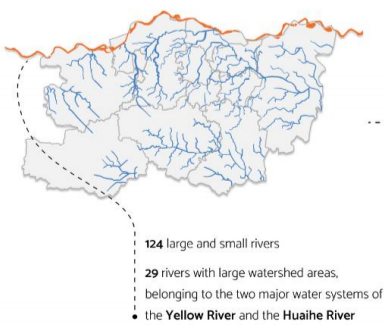 124 large and small rivers
29 rivers with large watershed areas,
belonging to the two major water systems of
the Yellow River and the Huaihe River